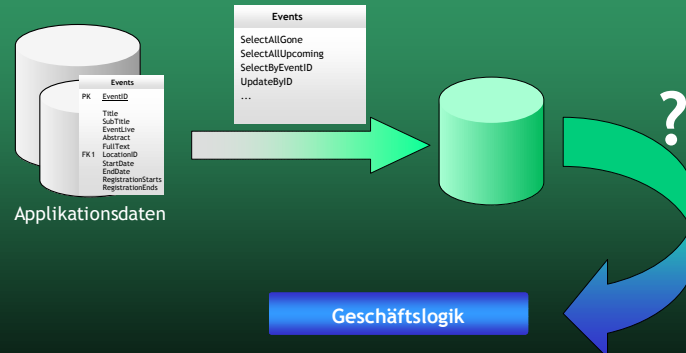 Events
SelectAllGone
SelectAllUpcoming
SelectByEventID
UpdateByID
...
Events
PK EventID
Title
SubTitle
EventLive
Abstract
FullText
FK1 LocationID
StartDate
EndDate
RegistrationStarts
RegistrationEnds
Applikationsdaten
?
Geschäftslogik